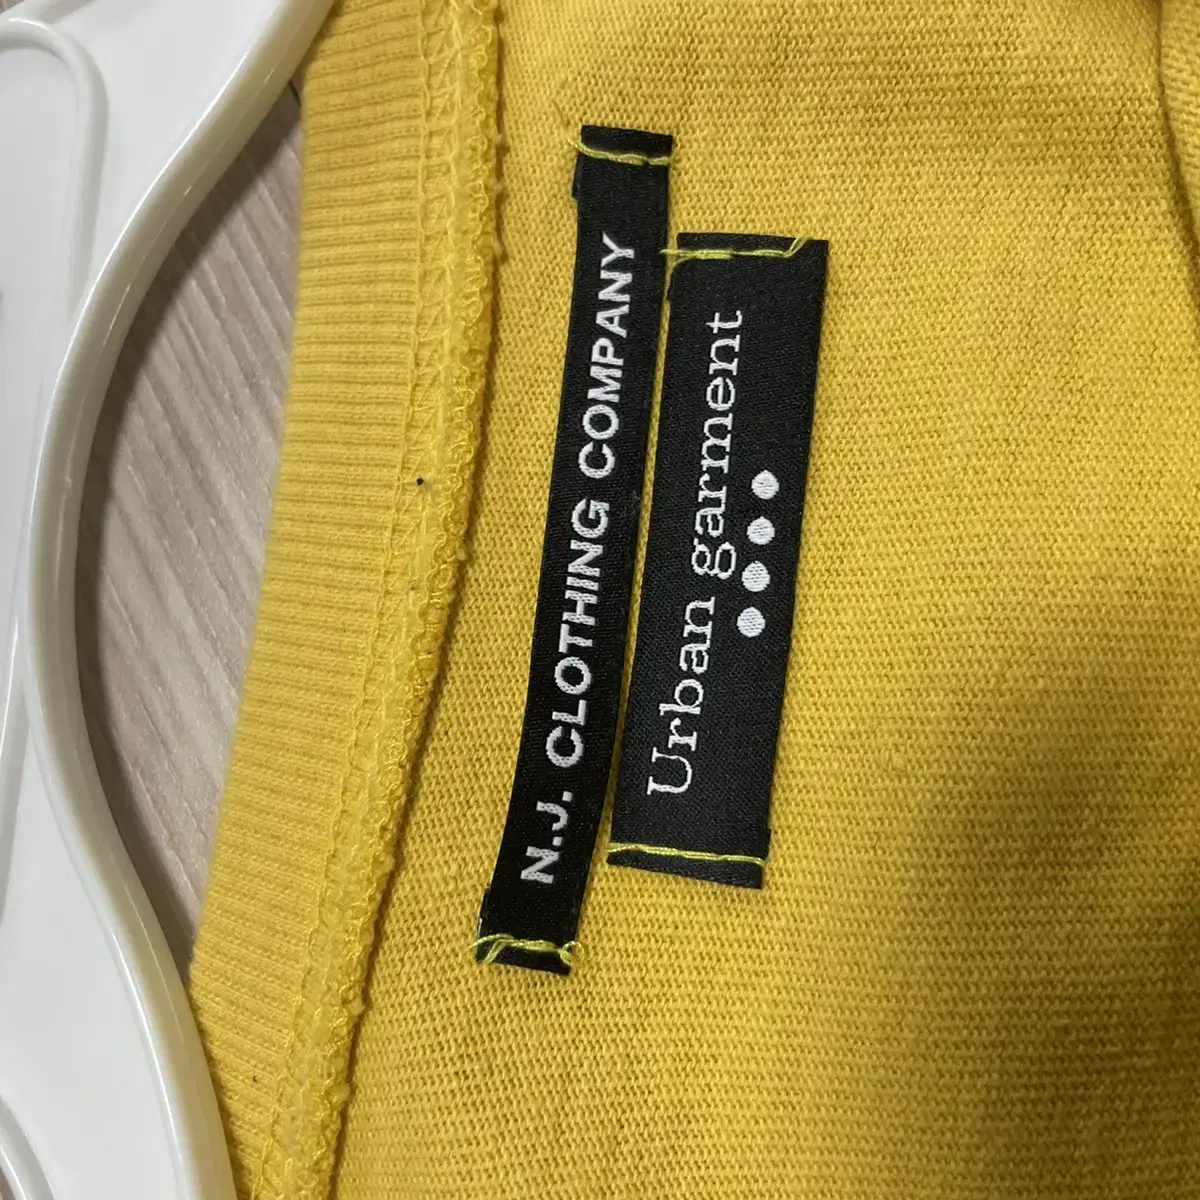 N.J. CLOTHING COMPANY
Urban garment